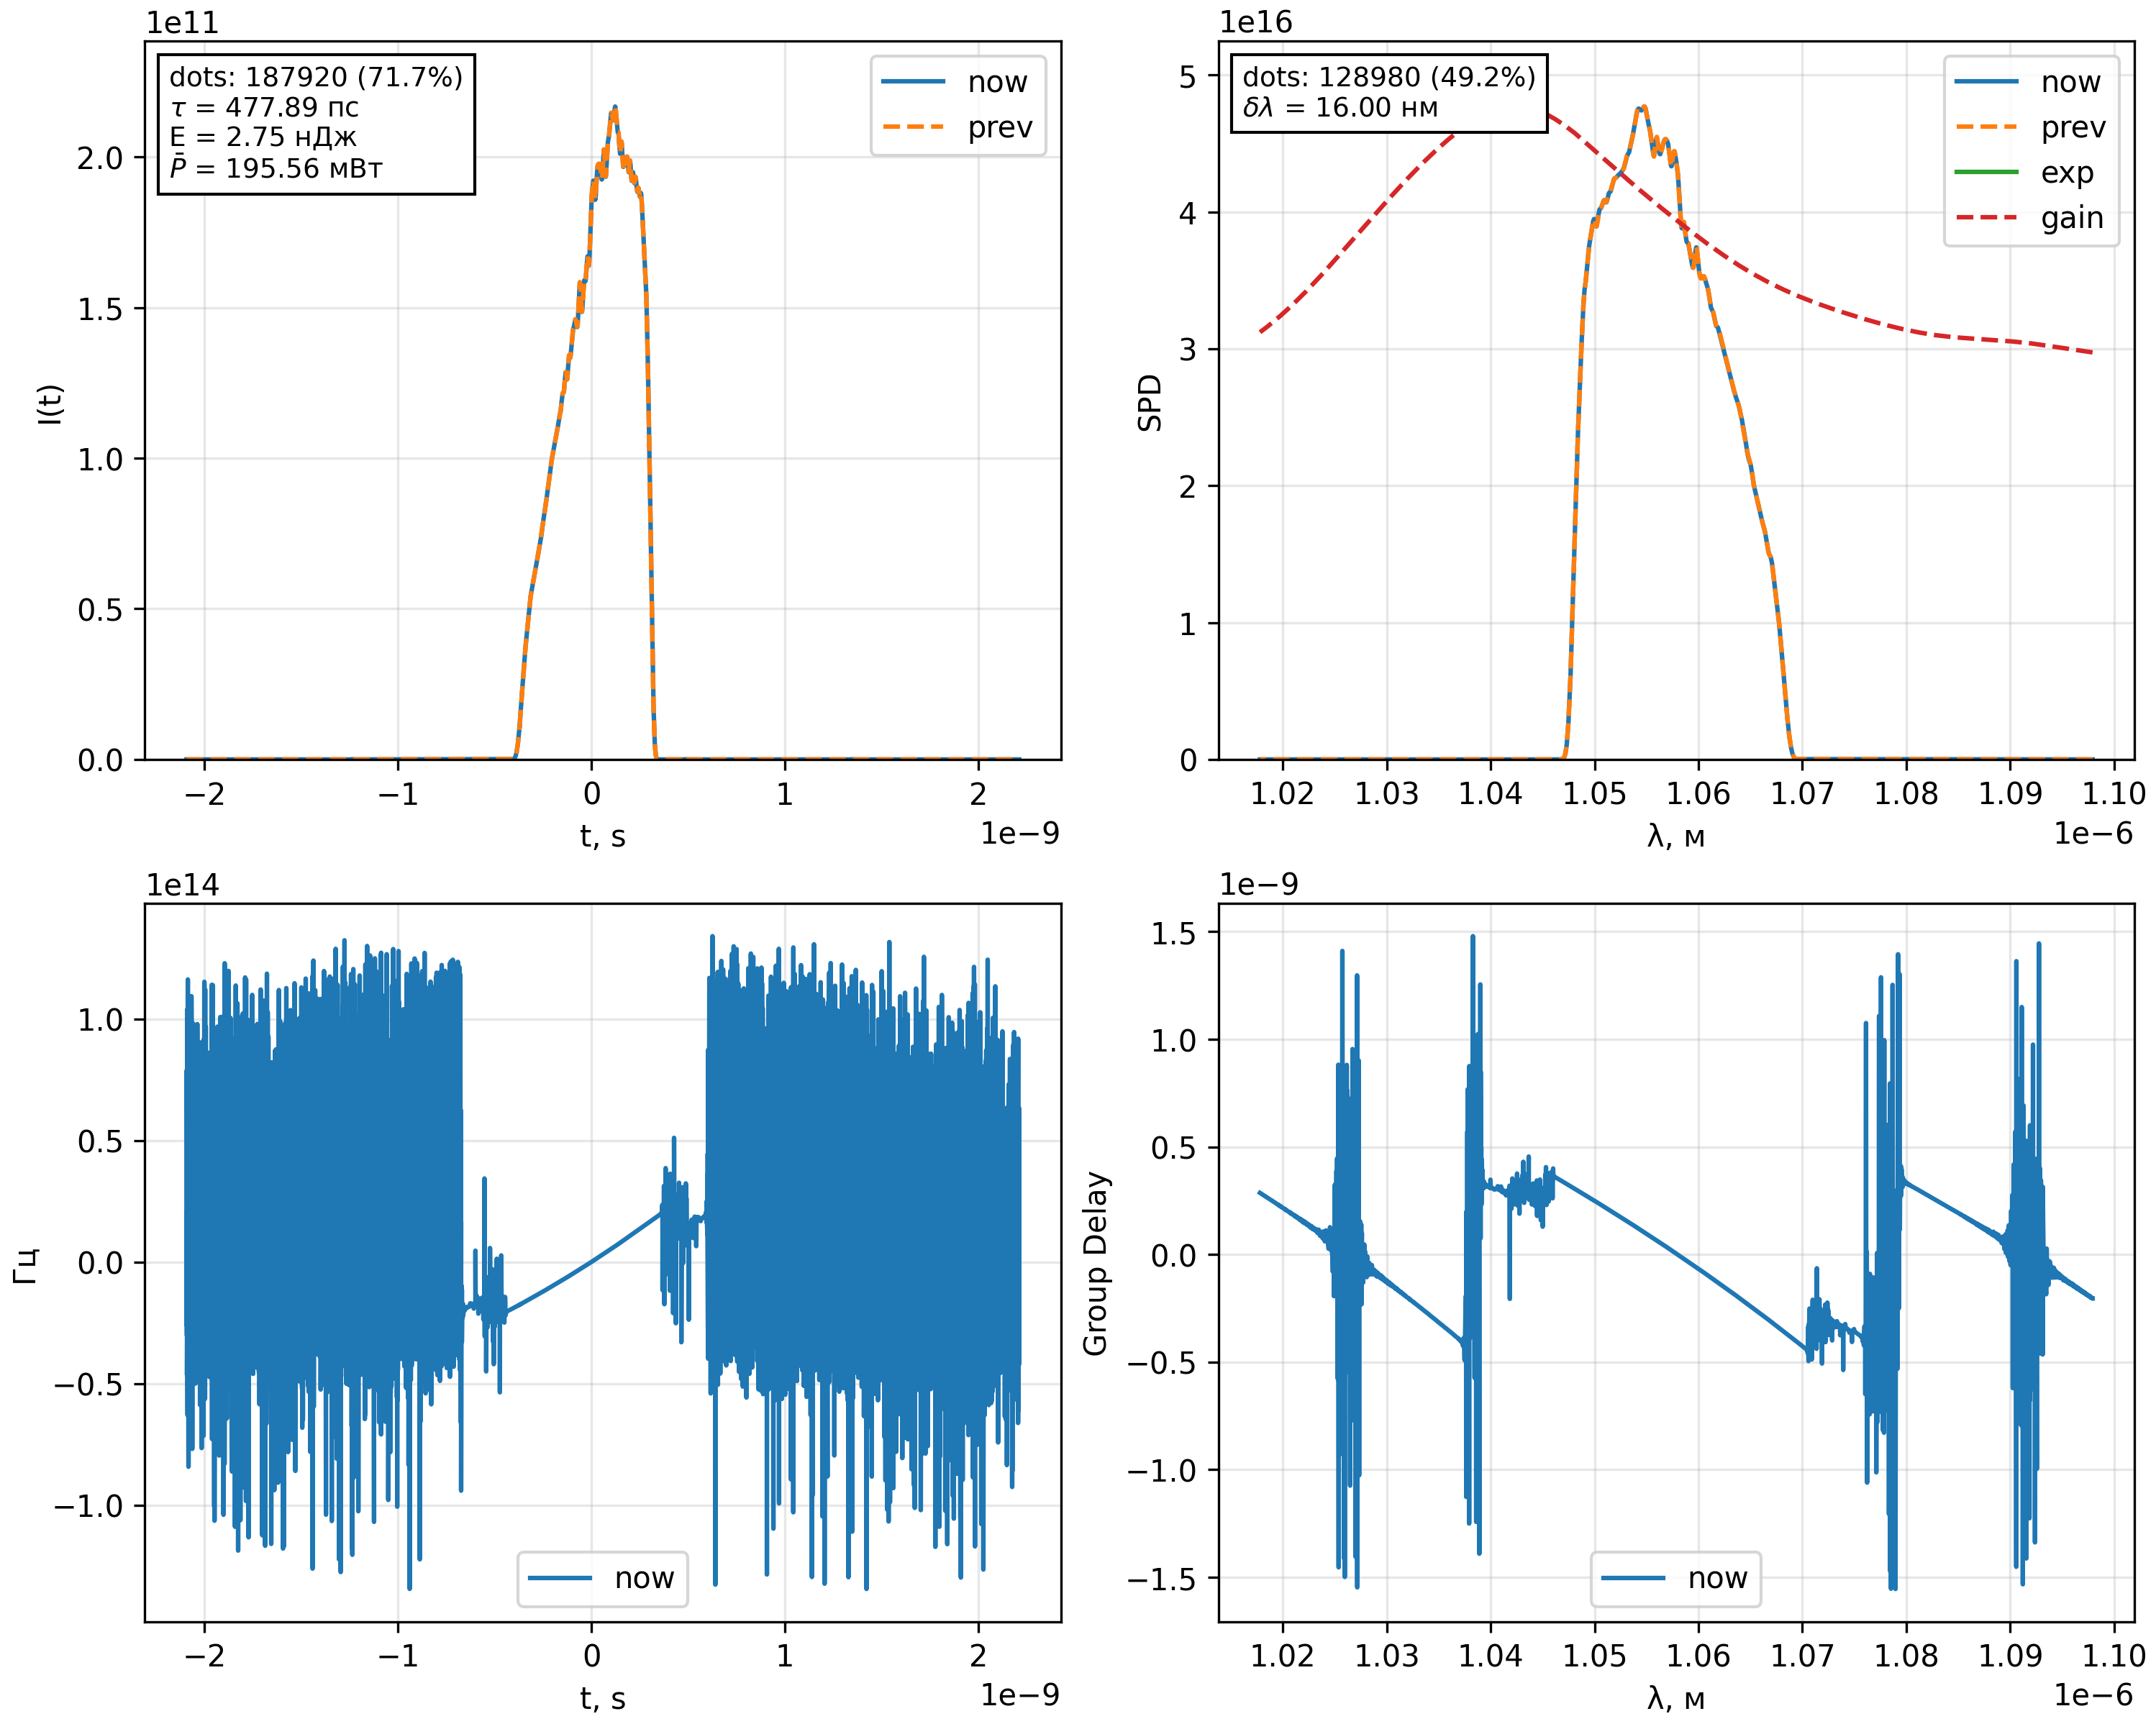 1e11
dots: 187920 (71.7%)
τ = 477.89 пс
E = 2.75 нДж
P̄ = 195.56 мВт
now
prev
I(t)
2.0
1.5
1.0
0.5
0.0
−2 −1 0 1 2
t, s
1e−9
1e16
dots: 128980 (49.2%)
δλ = 16.00 нм
now
prev
exp
gain
SPD
5
4
3
2
1
0
1.02 1.03 1.04 1.05 1.06 1.07 1.08 1.09 1.10
λ, м
1e−6
1e14
Гц
1.0
0.5
0.0
−0.5
−1.0
now
−2 −1 0 1 2
t, s
1e−9
1e−9
Group Delay
1.5
1.0
0.5
0.0
−0.5
−1.0
−1.5
now
1.02 1.03 1.04 1.05 1.06 1.07 1.08 1.09 1.10
λ, м
1e−6